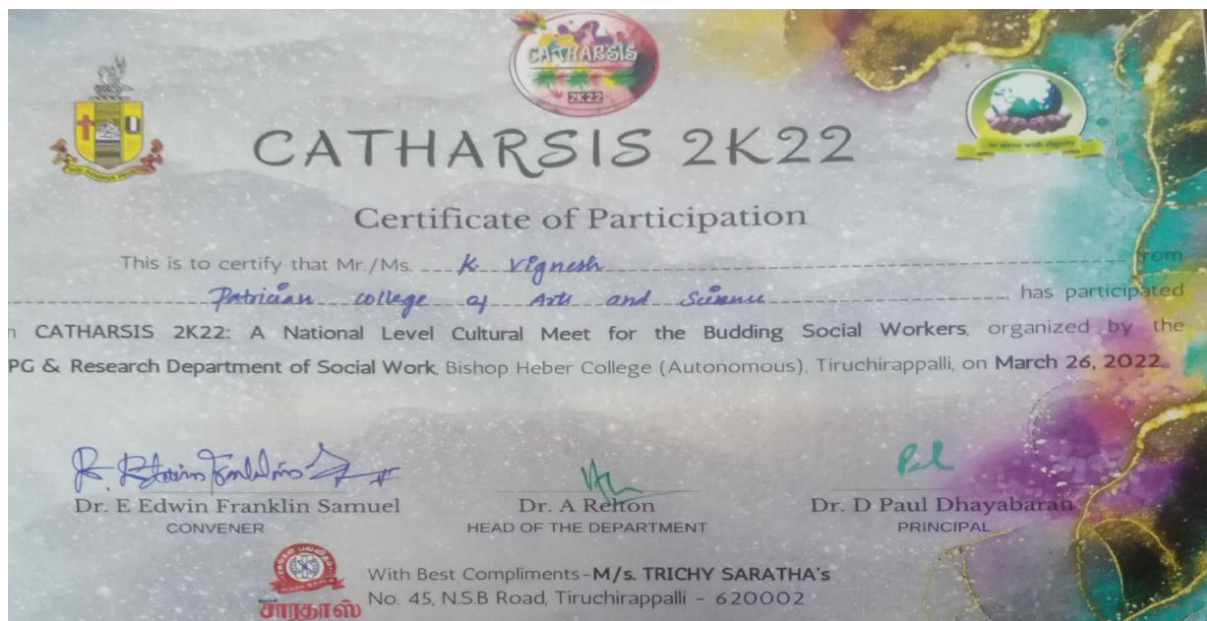 CATHARSIS
2K22
to serve with dignity
CATHARSIS 2K22
Certificate of Participation
This is to certify that Mr./Ms. K. Vignesh from
Patrician college of Arts and Science has participated
n CATHARSIS 2K22: A National Level Cultural Meet for the Budding Social Workers, organized by the
PG & Research Department of Social Work, Bishop Heber College (Autonomous), Tiruchirappalli, on March 26, 2022.
Dr. E Edwin Franklin Samuel Dr. A Relton Dr. D Paul Dhayabaran
CONVENER HEAD OF THE DEPARTMENT PRINCIPAL
With Best Compliments-M/s. TRICHY SARATHA's
சாரதாஸ் No. 45, N.S.B Road, Tiruchirappalli - 620002